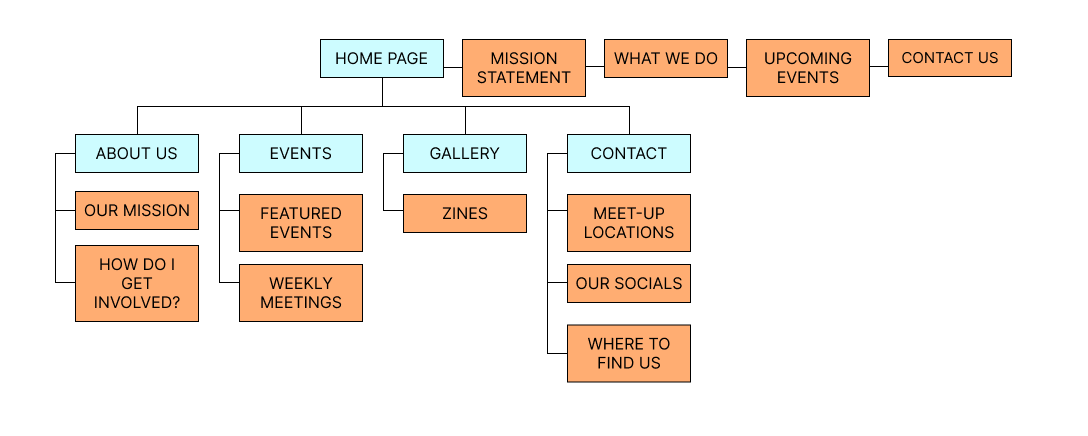 HOME PAGE
MISSION
STATEMENT
WHAT WE DO
UPCOMING
EVENTS
CONTACT US
ABOUT US
OUR MISSION
HOW DO I
GET
INVOLVED?
EVENTS
FEATURED
EVENTS
WEEKLY
MEETINGS
GALLERY
ZINES
CONTACT
MEET-UP
LOCATIONS
OUR SOCIALS
WHERE TO
FIND US